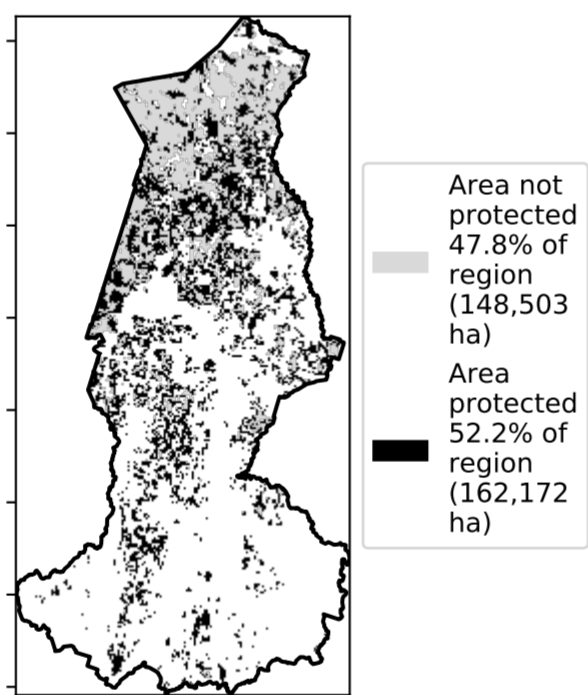 Area not
protected
47.8% of
region
(148,503
ha)
Area
protected
52.2% of
region
(162,172
ha)